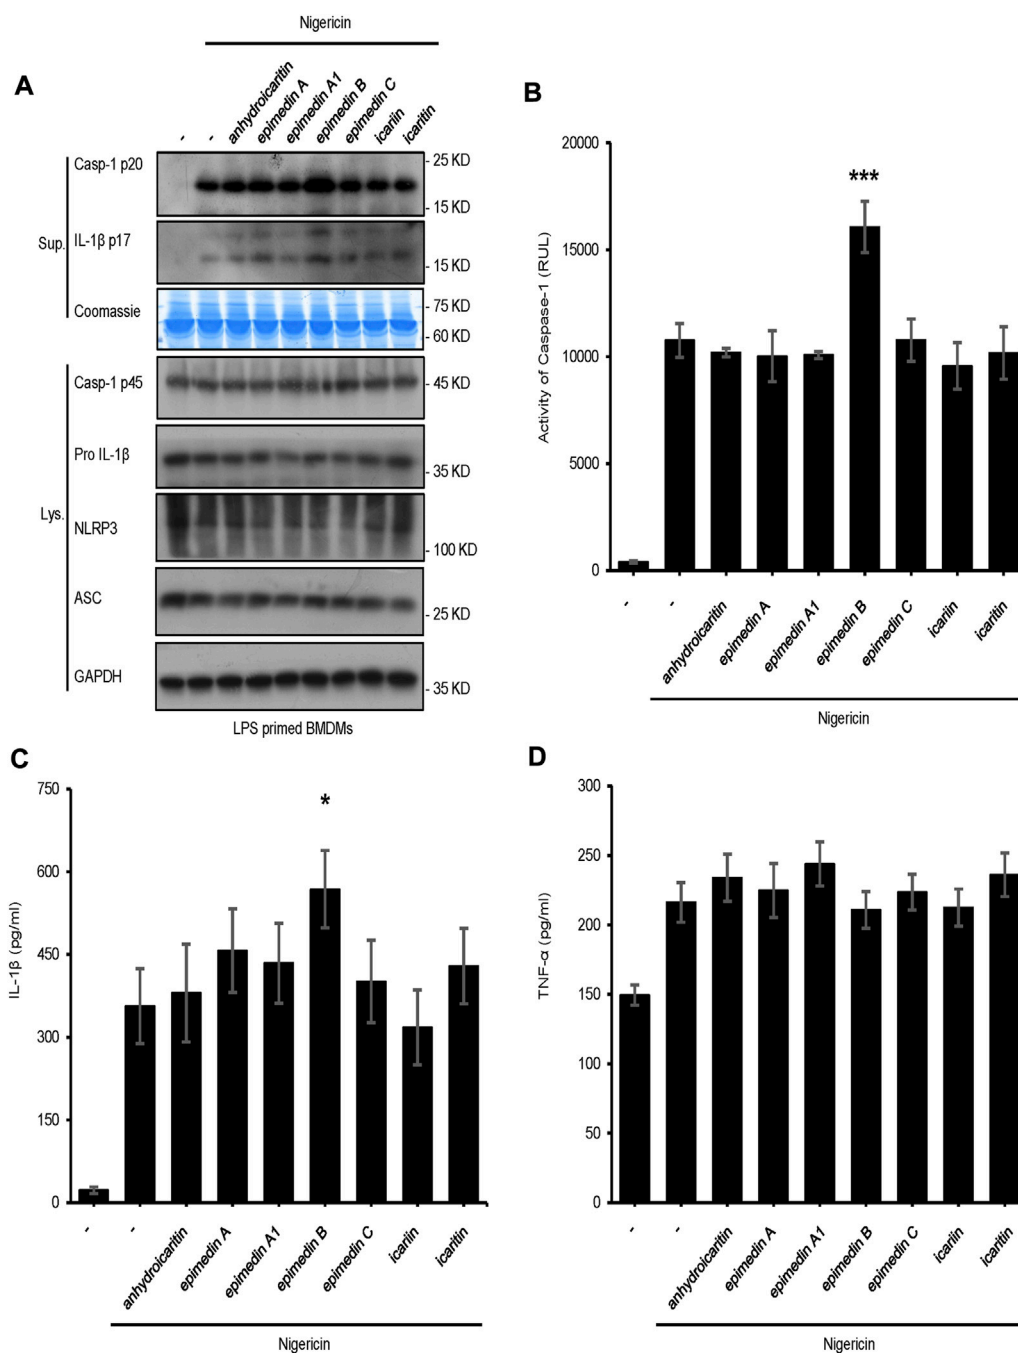 Nigericin
A
- - anhydroicaritin epimedin A epimedin A1 epimedin B epimedin C icariin icaritin
Sup.
Casp-1 p20
- 25 KD
- 15 KD
IL-1β p17
- 15 KD
Coomassie
- 75 KD
- 60 KD
Lys.
Casp-1 p45
- 45 KD
Pro IL-1β
- 35 KD
NLRP3
- 100 KD
ASC
- 25 KD
GAPDH
- 35 KD
LPS primed BMDMs
B
Activity of Caspase-1 (RUL)
20000
15000
10000
5000
0
***
- - anhydroicaritin epimedin A epimedin A1 epimedin B epimedin C icariin icaritin
Nigericin
C
IL-1β (pg/ml)
750
600
450
300
150
0
*
- - anhydroicaritin epimedin A epimedin A1 epimedin B epimedin C icariin icaritin
Nigericin
D
TNF-α (pg/ml)
300
250
200
150
100
50
0
- - anhydroicaritin epimedin A epimedin A1 epimedin B epimedin C icariin icaritin
Nigericin